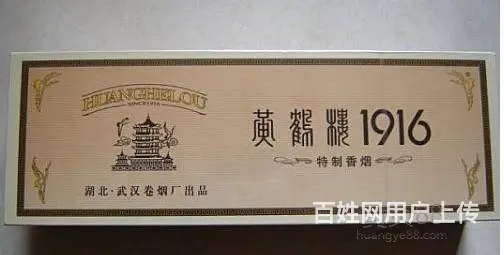 HUANGHELOU
SINCE1916
湖北·武汉卷烟厂出品
黄鹤楼1916
特制香烟
百姓网用户上传
huangye88.com